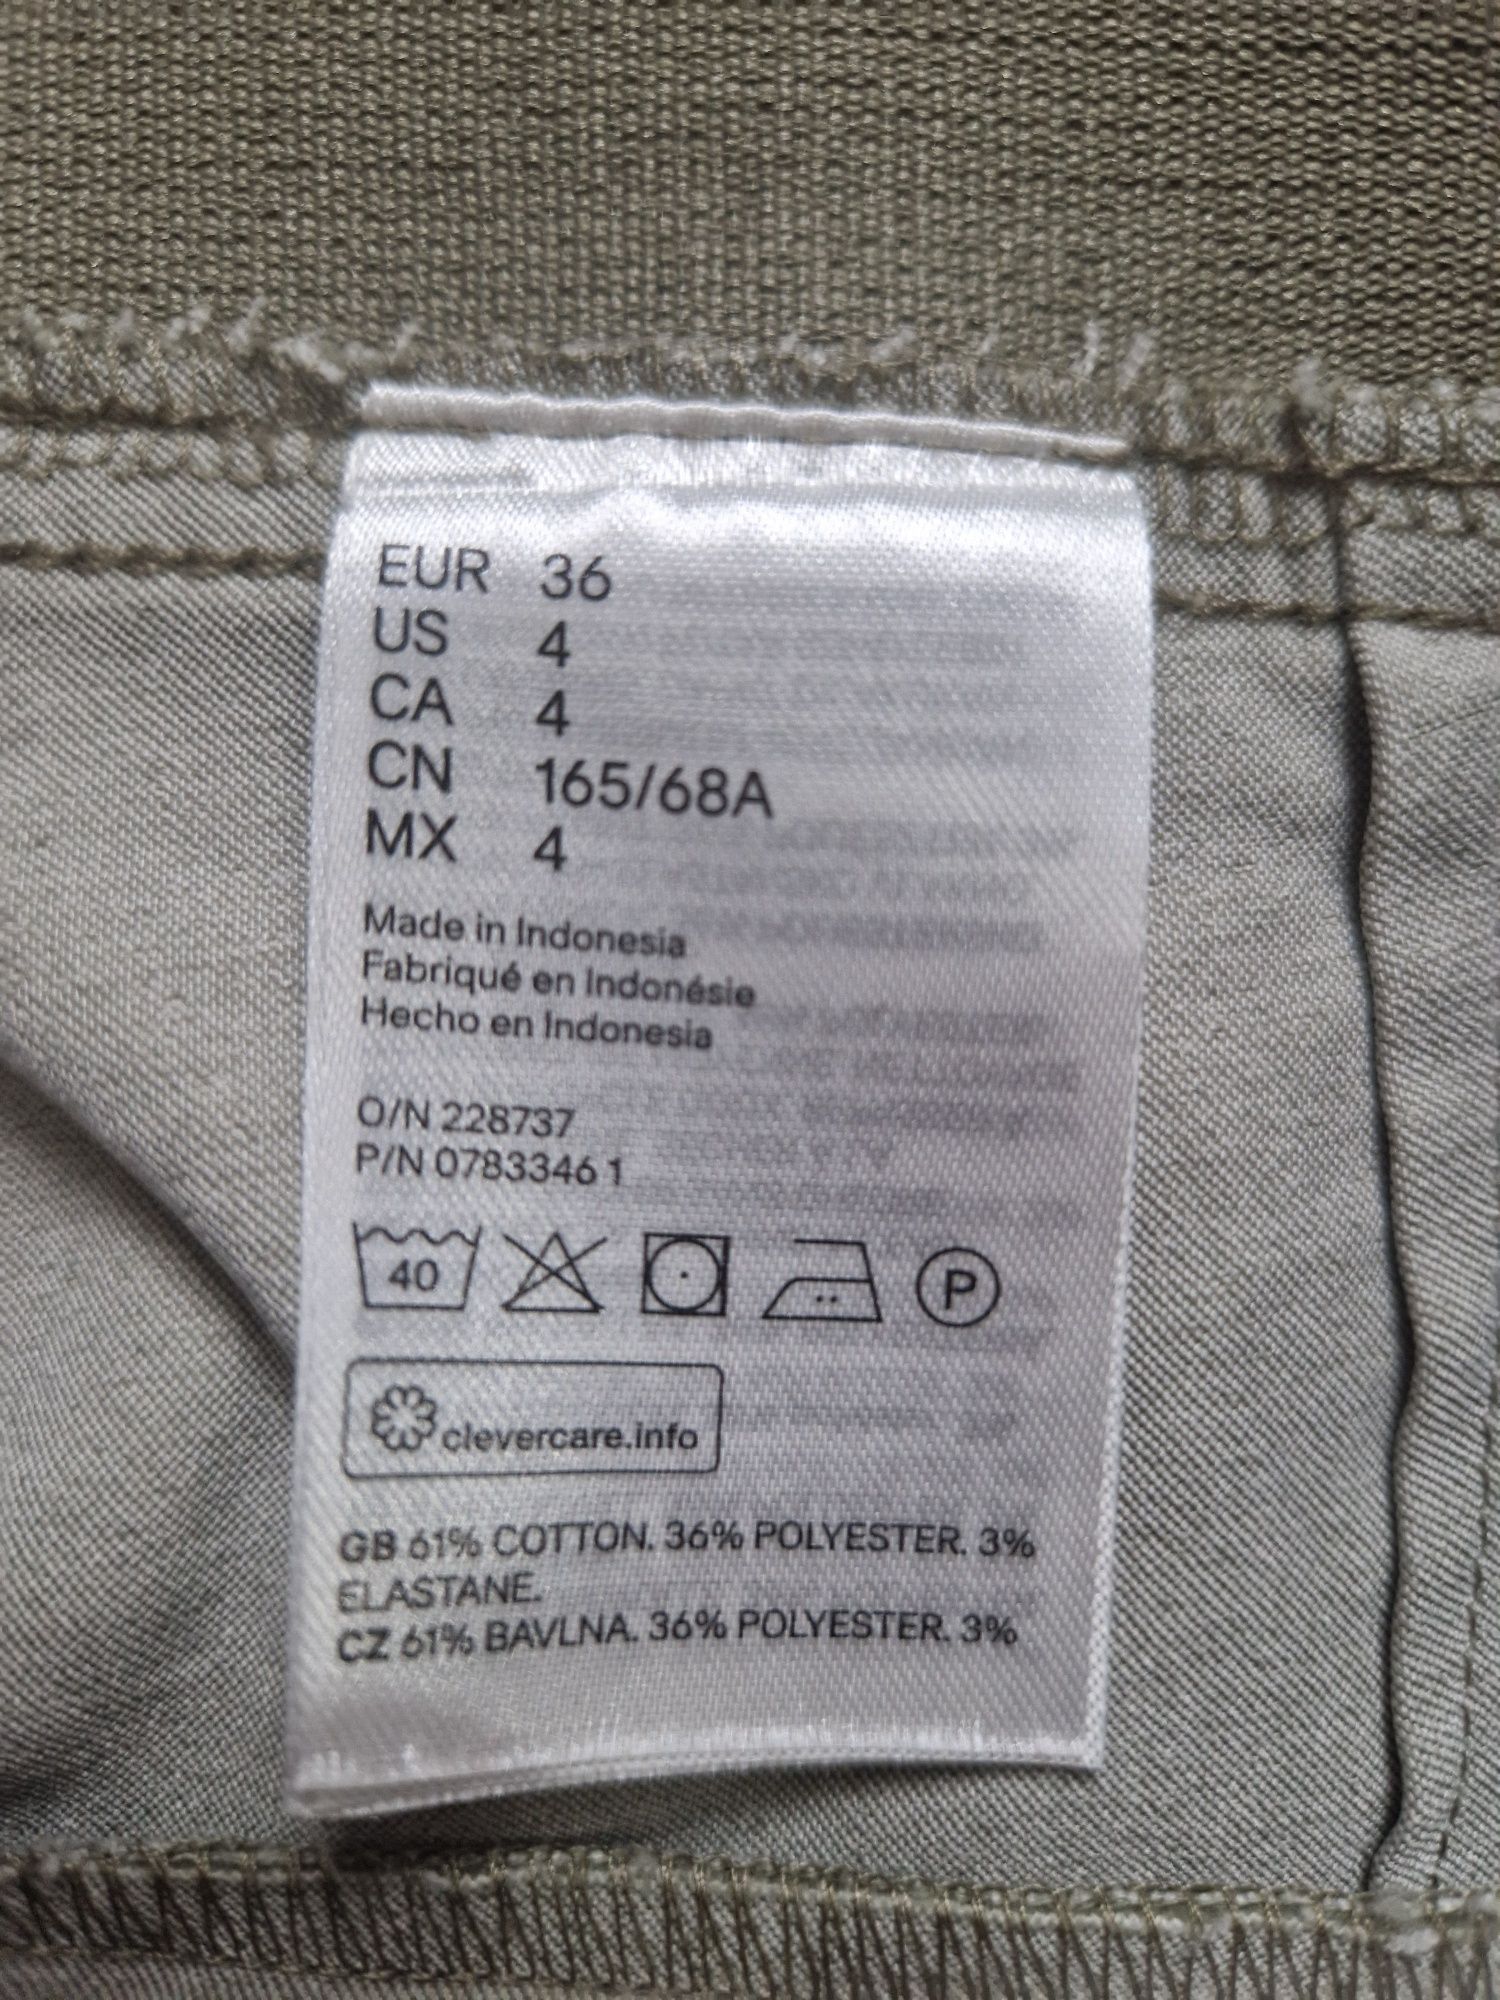 EUR 36
US 4
CA 4
CN 165/68A
MX 4
Made in Indonesia
Fabriqué en Indonésie
Hecho en Indonesia
O/N 228737
P/N 0783346 1
40 P
clevercare.info
GB 61% COTTON. 36% POLYESTER. 3%
ELASTANE.
CZ 61% BAVLNA. 36% POLYESTER. 3%